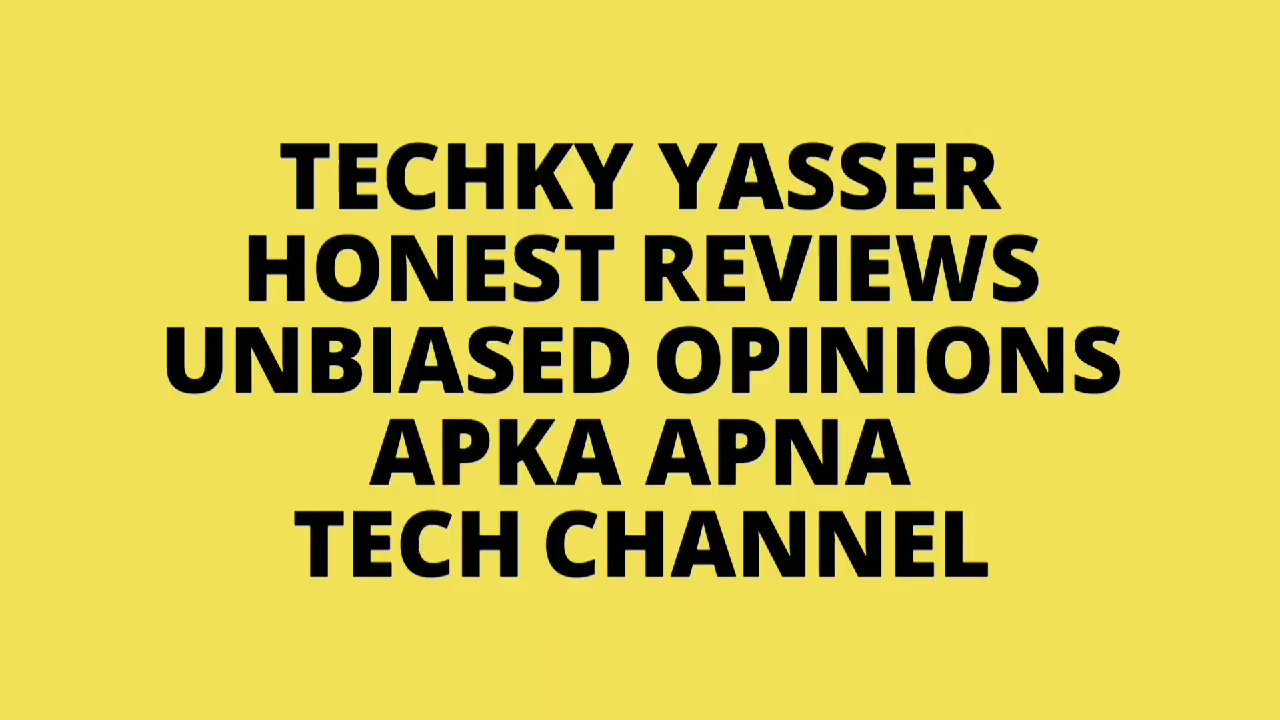 TECHKY YASSER
HONEST REVIEWS
UNBIASED OPINIONS
APKA APNA
TECH CHANNEL